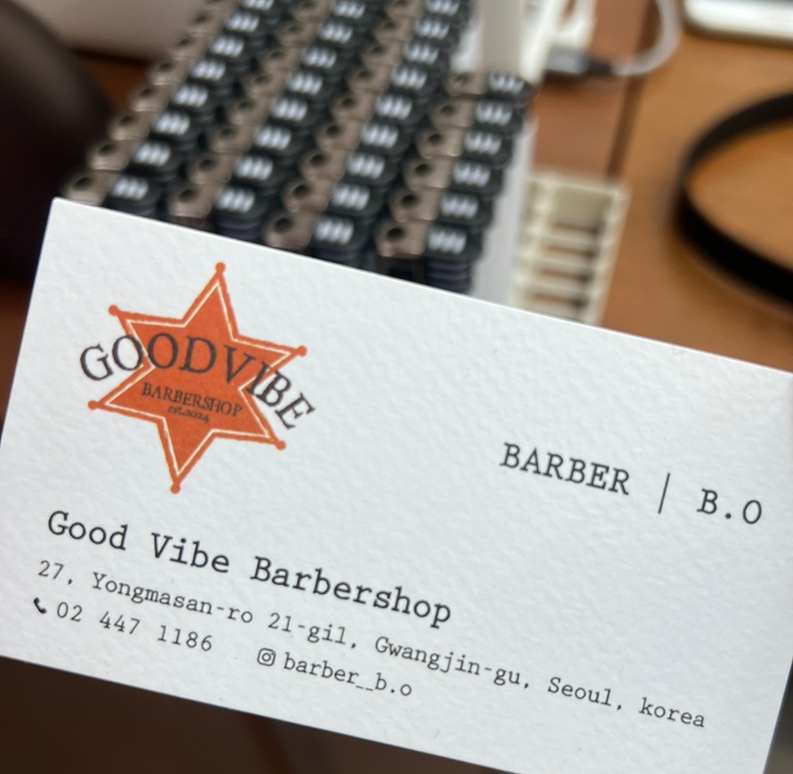 GOODVIBE
BARBERSHOP
est.2024
BARBER | B.O
Good Vibe Barbershop
27, Yongmasan-ro 21-gil, Gwangjin-gu, Seoul, korea
02 447 1186 barber__b.o